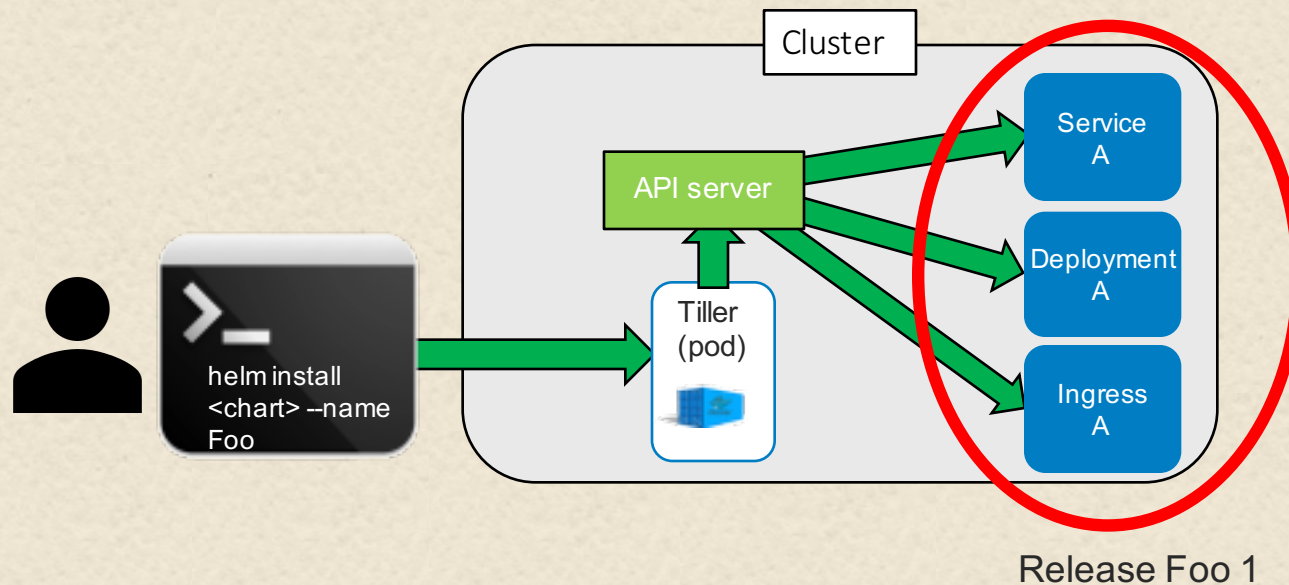 Cluster
Service
A
API server
Deployment
A
Tiller
(pod)
helm install
<chart> --name
Foo
Ingress
A
Release Foo 1